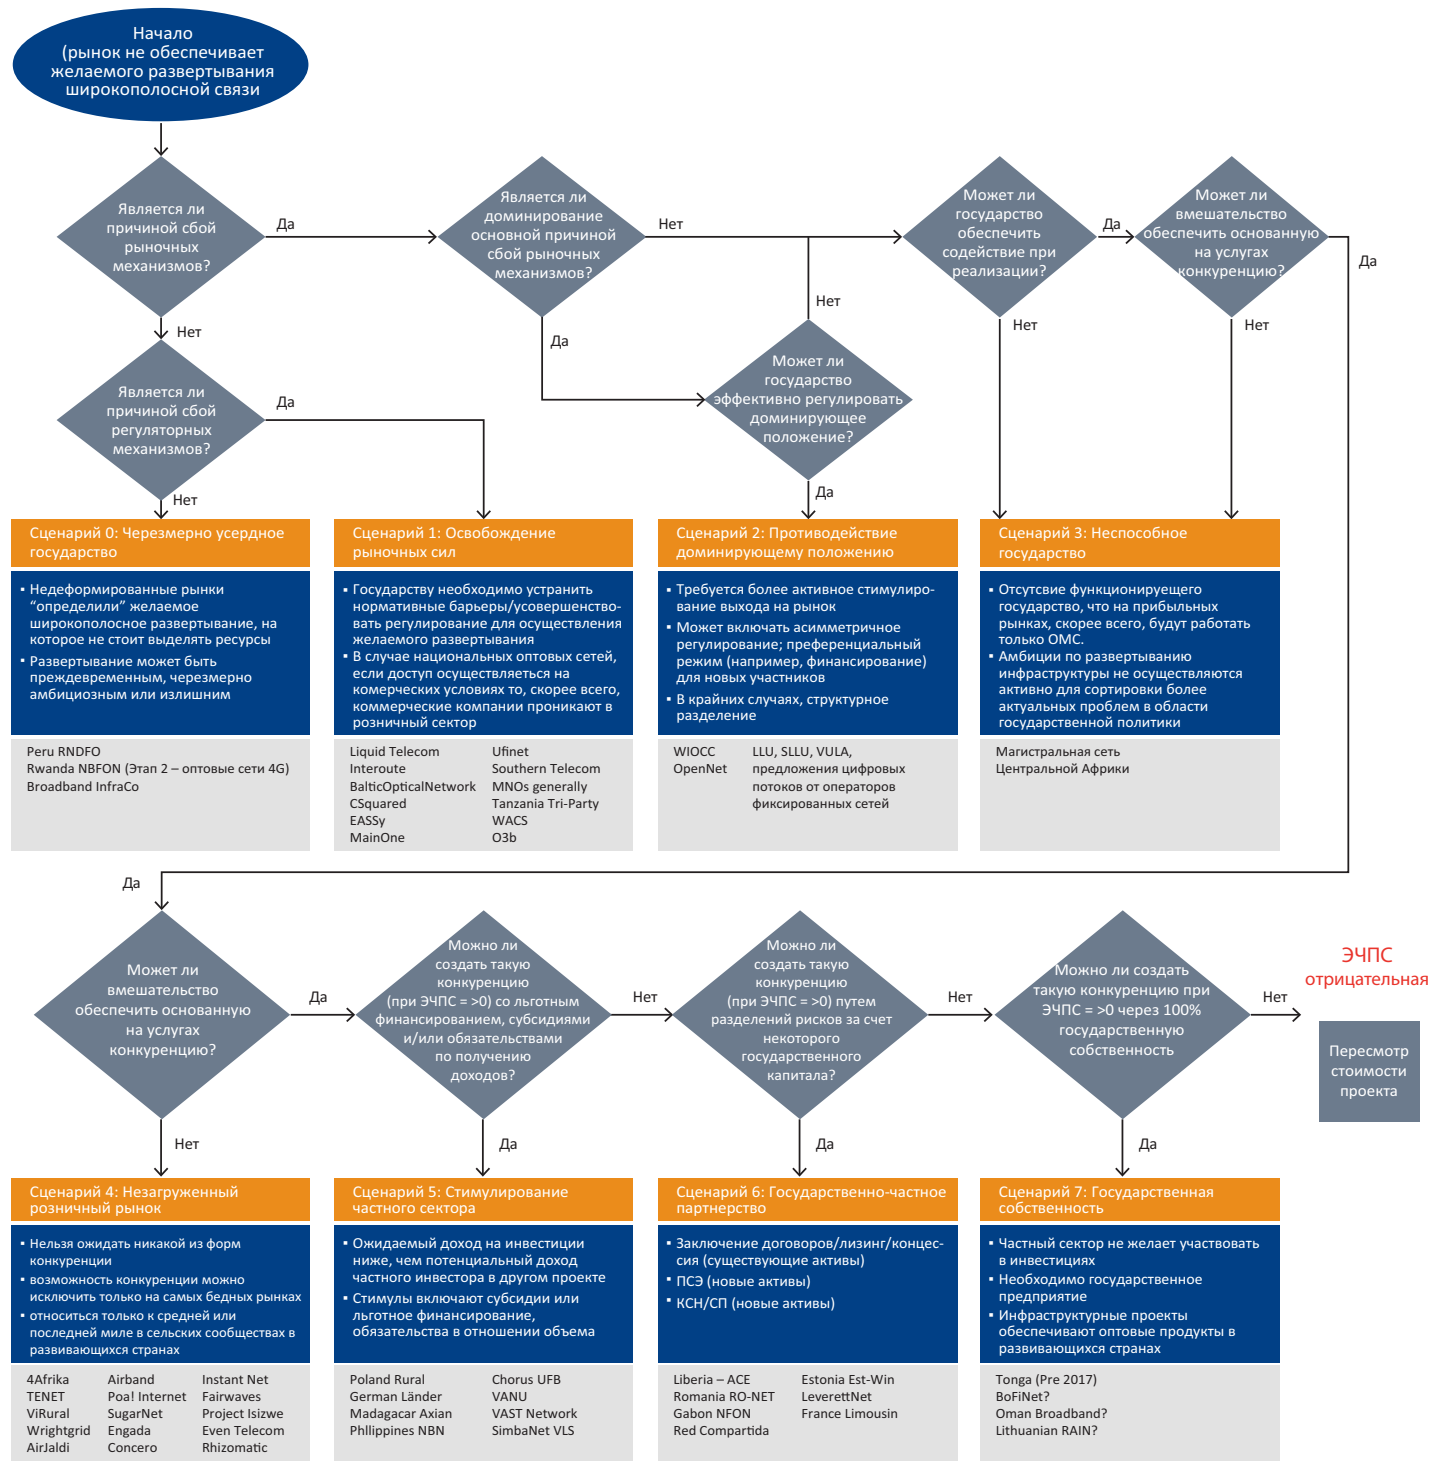 Начало
(рынок не обеспечивает
желаемого развертывания
широкополосной связи
Является ли
причиной сбой
рыночных
механизмов?
Да
Является ли
доминирование
основной причиной
сбой рыночных
механизмов?
Нет
Может ли
государство
обеспечить
содействие при
реализации?
Да
Может ли
вмешательство
обеспечить основанную
на услугах
конкуренцию?
Да
Нет
Да
Нет
Нет
Нет
Является ли
причиной сбой
регуляторных
механизмов?
Да
Может ли
государство
эффективно регулировать
доминирующее
положение?
Нет
Да
Сценарий 0: Черезмерно усердное
государство
▪ Недеформированные рынки
“определили” желаемое
широкополосное развертывание, на
которое не стоит выделять ресурсы
▪ Развертывание может быть
преждевременным, черезмерно
амбициозным или излишним
Peru RNDFO
Rwanda NBFON (Этап 2 – оптовые сети 4G)
Broadband InfraCo
Сценарий 1: Освобождение
рыночных сил
▪ Государству необходимо устранить
нормативные барьеры/усовершенство-
вать регулирование для осуществления
желаемого развертывания
▪ В случае национальных оптовых сетей,
если доступ осуществляеться на
комерческих условиях то, скорее всего,
коммерческие компании проникают в
розничный сектор
Liquid Telecom
Interoute
BalticOpticalNetwork
CSquared
EASSy
MainOne
Ufinet
Southern Telecom
MNOs generally
Tanzania Tri-Party
WACS
O3b
Сценарий 2: Противодействие
доминирующему положению
▪ Требуется более активное стимулиро-
вание выхода на рынок
▪ Может включать асимметричное
регулирование; преференциальный
режим (например, финансирование)
для новых участников
▪ В крайних случаях, структурное
разделение
WIOCC
OpenNet
LLU, SLLU, VULA,
предложения цифровых
потоков от операторов
фиксированных сетей
Сценарий 3: Неспособное
государство
▪ Отсутсвие функциониру­ещего
государство, что на прибыльных
рынках, скорее всего, будут работать
только ОМС.
▪ Амбиции по развертыванию
инфраструктуры не осуществляются
активно для сортировки более
актуальных проблем в области
государственной политики
Магистральная сеть
Центральной Африки
Да
Может ли
вмешательство
обеспечить основанную
на услугах
конкуренцию?
Да
Можно ли
создать такую
конкуренцию
(при ЭЧПС = >0) со льготным
финансированием, субсидиями
и/или обязательствами
по получению
доходов?
Нет
Можно ли
создать такую
конкуренцию
(при ЭЧПС = >0) путем
разделений рисков за счет
некоторого
государственного
капитала?
Нет
Можно ли создать
такую конкуренцию при
ЭЧПС = >0 через 100%
государственную
собственность
Нет
ЭЧПС
отрицательная
Пересмотр
стоимости
проекта
Нет
Да
Да
Да
Сценарий 4: Незагруженный
розничный рынок
▪ Нельзя ожидать никакой из форм
конкуренции
▪ возможность конкуренции можно
исключить только на самых бедных рынках
▪ относиться только к средней или
последней миле в сельских сообществах в
развивающихся странах
4Afrika
TENET
ViRural
Wrightgrid
AirJaldi
Airband
Poa! Internet
SugarNet
Engada
Concero
Instant Net
Fairwaves
Project Isizwe
Even Telecom
Rhizomatic
Сценарий 5: Стимулирование
частного сектора
▪ Ожидаемый доход на инвестиции
ниже, чем потенциальный доход
частного инвестора в другом проекте
▪ Стимулы включают субсидии или
льготное финансирование,
обязательства в отношении объема
Poland Rural
German Länder
Madagacar Axian
Phllippines NBN
Chorus UFB
VANU
VAST Network
SimbaNet VLS
Сценарий 6: Государственно-частное
партнерство
▪ Заключение договоров/лизинг/концес-
сия (существующие активы)
▪ ПСЭ (новые активы)
▪ КСН/СП (новые активы)
Liberia – ACE
Romania RO-NET
Gabon NFON
Red Compartida
Estonia Est-Win
LeverettNet
France Limousin
Сценарий 7: Государственная
собственность
▪ Частный сектор не желает участвовать
в инвестициях
▪ Необходимо государственное
предприятие
▪ Инфраструктурные проекты
обеспечивают оптовые продукты в
развивающихся странах
Tonga (Pre 2017)
BoFiNet?
Oman Broadband?
Lithuanian RAIN?